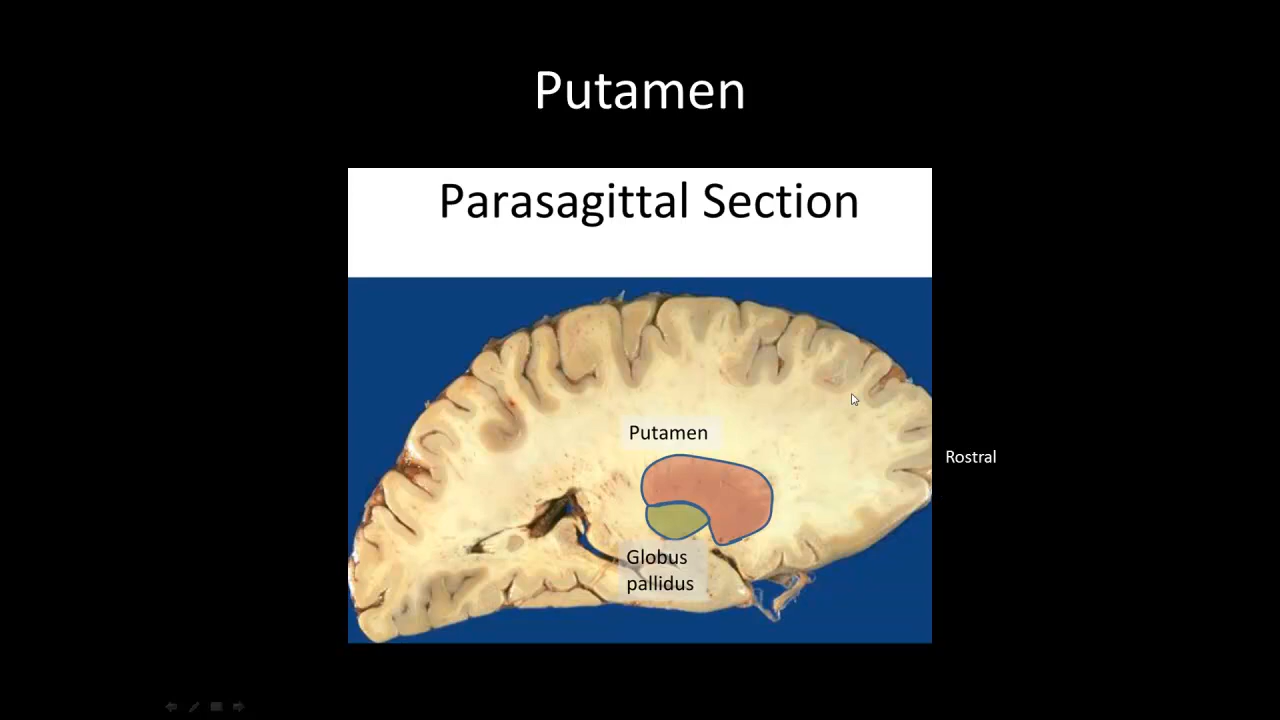 Putamen
Parasagittal Section
Putamen
Rostral
Globus
pallidus